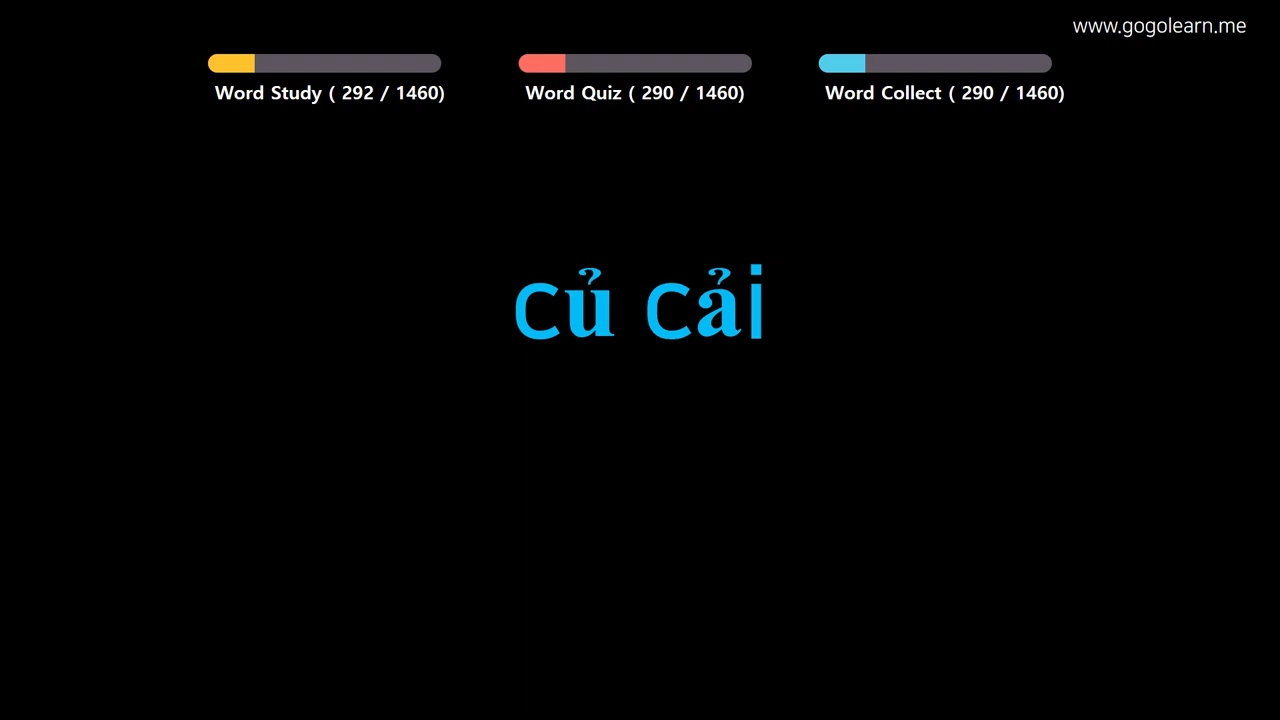 www.gogolearn.me
Word Study ( 292 / 1460)
Word Quiz ( 290 / 1460)
Word Collect ( 290 / 1460)
củ cải